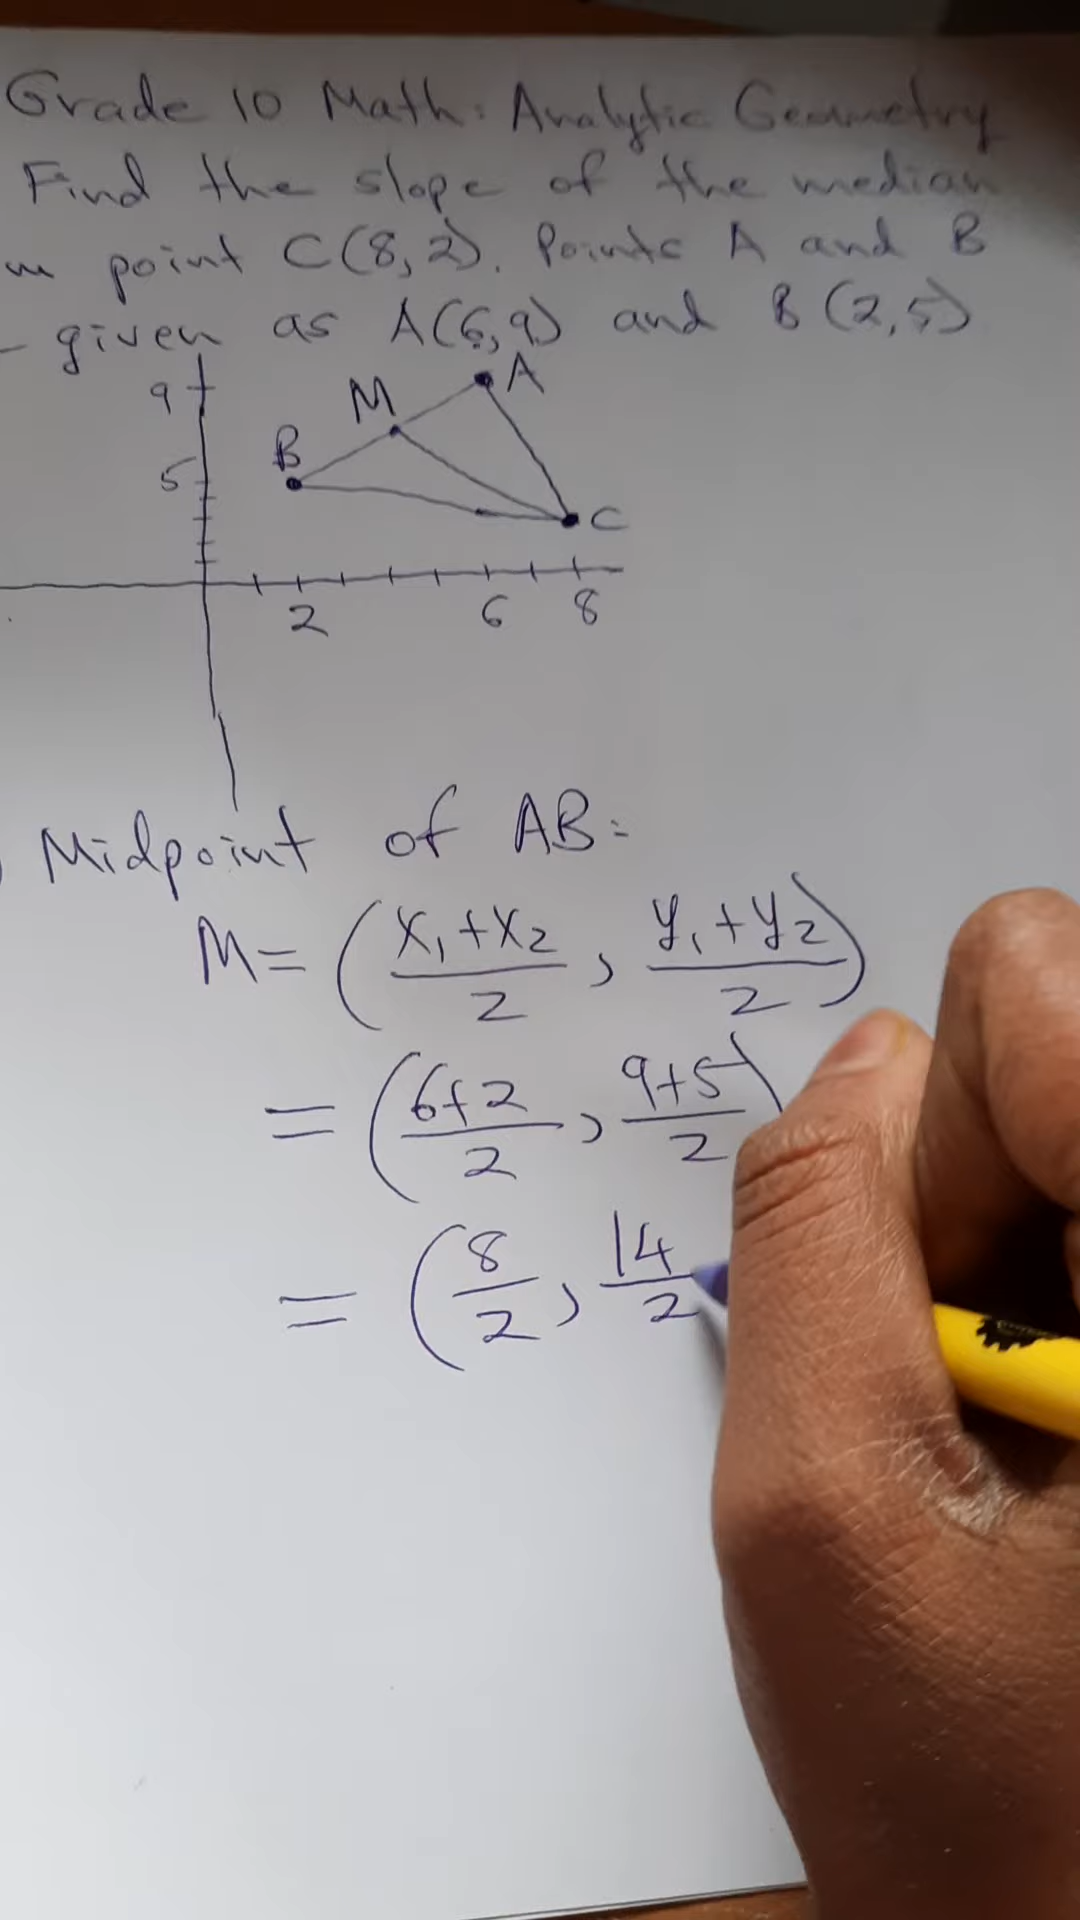 Grade 10 Math: Analytic Geometry
Find the slope of the median
m point C(8,2). Points A and B
given as A(6,9) and B(2,5)
9
M
A
B
5
C
2 6 8
Midpoint of AB:
M = (x₁+x₂/2, y₁+y₂/2)
= (6+2/2, 9+5/2)
= (8/2, 14/2